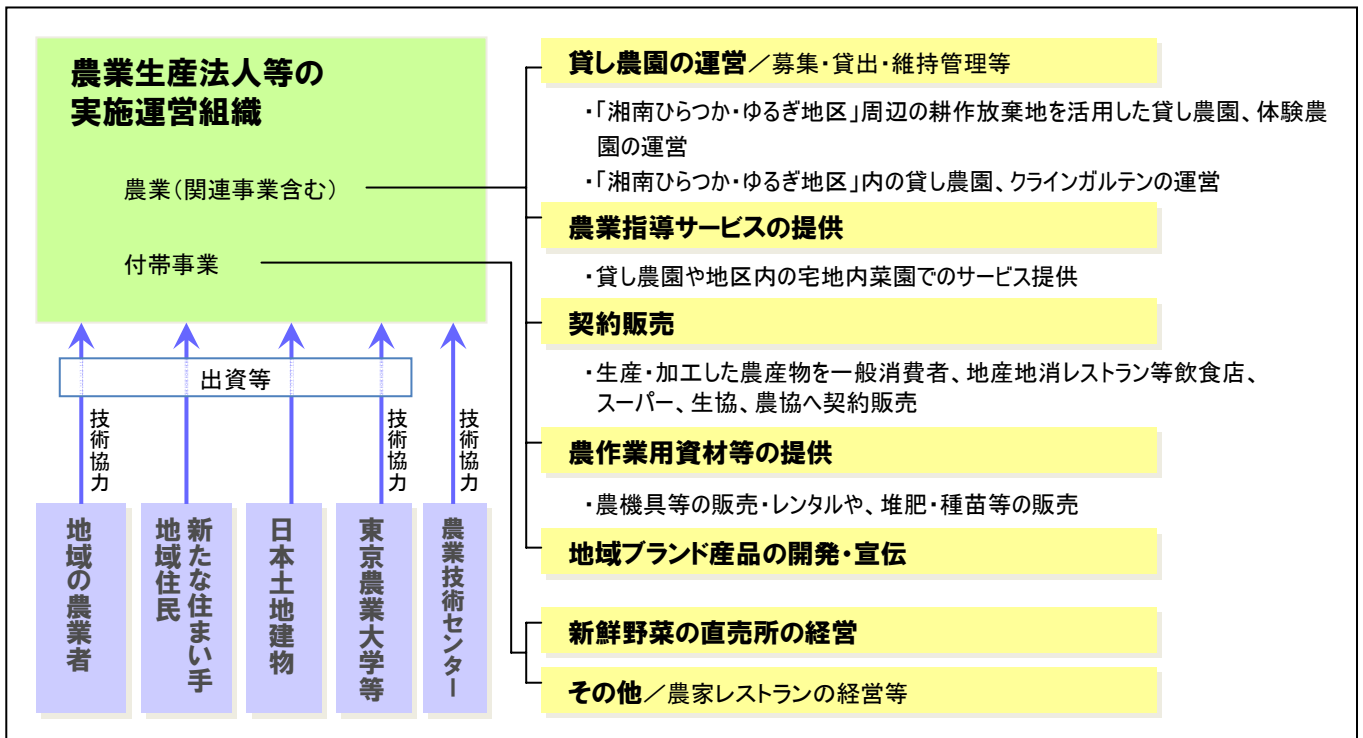 農業生産法人等の
実施運営組織
農業(関連事業含む)
付帯事業
出資等
技術協力
技術協力
技術協力
地域の農業者
新たな住まい手
地域住民
日本土地建物
東京農業大学等
農業技術センター
貸し農園の運営／募集・貸出・維持管理等
・「湘南ひらつか・ゆるぎ地区」周辺の耕作放棄地を活用した貸し農園、体験農
園の運営
・「湘南ひらつか・ゆるぎ地区」内の貸し農園、クラインガルテンの運営
農業指導サービスの提供
・貸し農園や地区内の宅地内菜園でのサービス提供
契約販売
・生産・加工した農産物を一般消費者、地産地消レストラン等飲食店、
スーパー、生協、農協へ契約販売
農作業用資材等の提供
・農機具等の販売・レンタルや、堆肥・種苗等の販売
地域ブランド産品の開発・宣伝
新鮮野菜の直売所の経営
その他／農家レストランの経営等